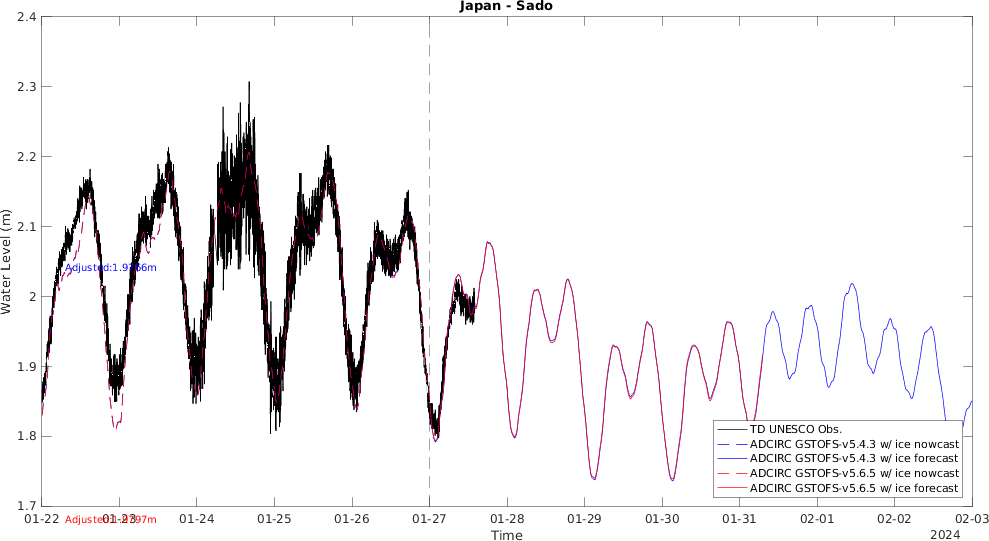 Japan - Sado
2.4
2.3
2.2
2.1
2
1.9
1.8
1.7
Water Level (m)
Adjusted:1.9766m
Adjusted:1.9797m
01-22
01-23
01-24
01-25
01-26
01-27
01-28
01-29
01-30
01-31
02-01
02-02
02-03
Time
2024
TD UNESCO Obs.
ADCIRC GSTOFS-v5.4.3 w/ ice nowcast
ADCIRC GSTOFS-v5.4.3 w/ ice forecast
ADCIRC GSTOFS-v5.6.5 w/ ice nowcast
ADCIRC GSTOFS-v5.6.5 w/ ice forecast